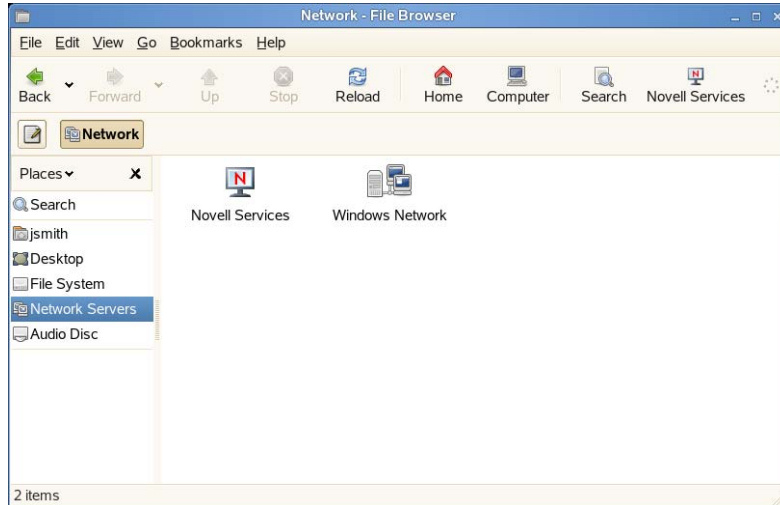 Network - File Browser
File Edit View Go Bookmarks Help
Back Forward Up Stop Reload Home Computer Search Novell Services
Network
Places
Search
jsmith
Desktop
File System
Network Servers
Audio Disc
N
Novell Services
Windows Network
2 items